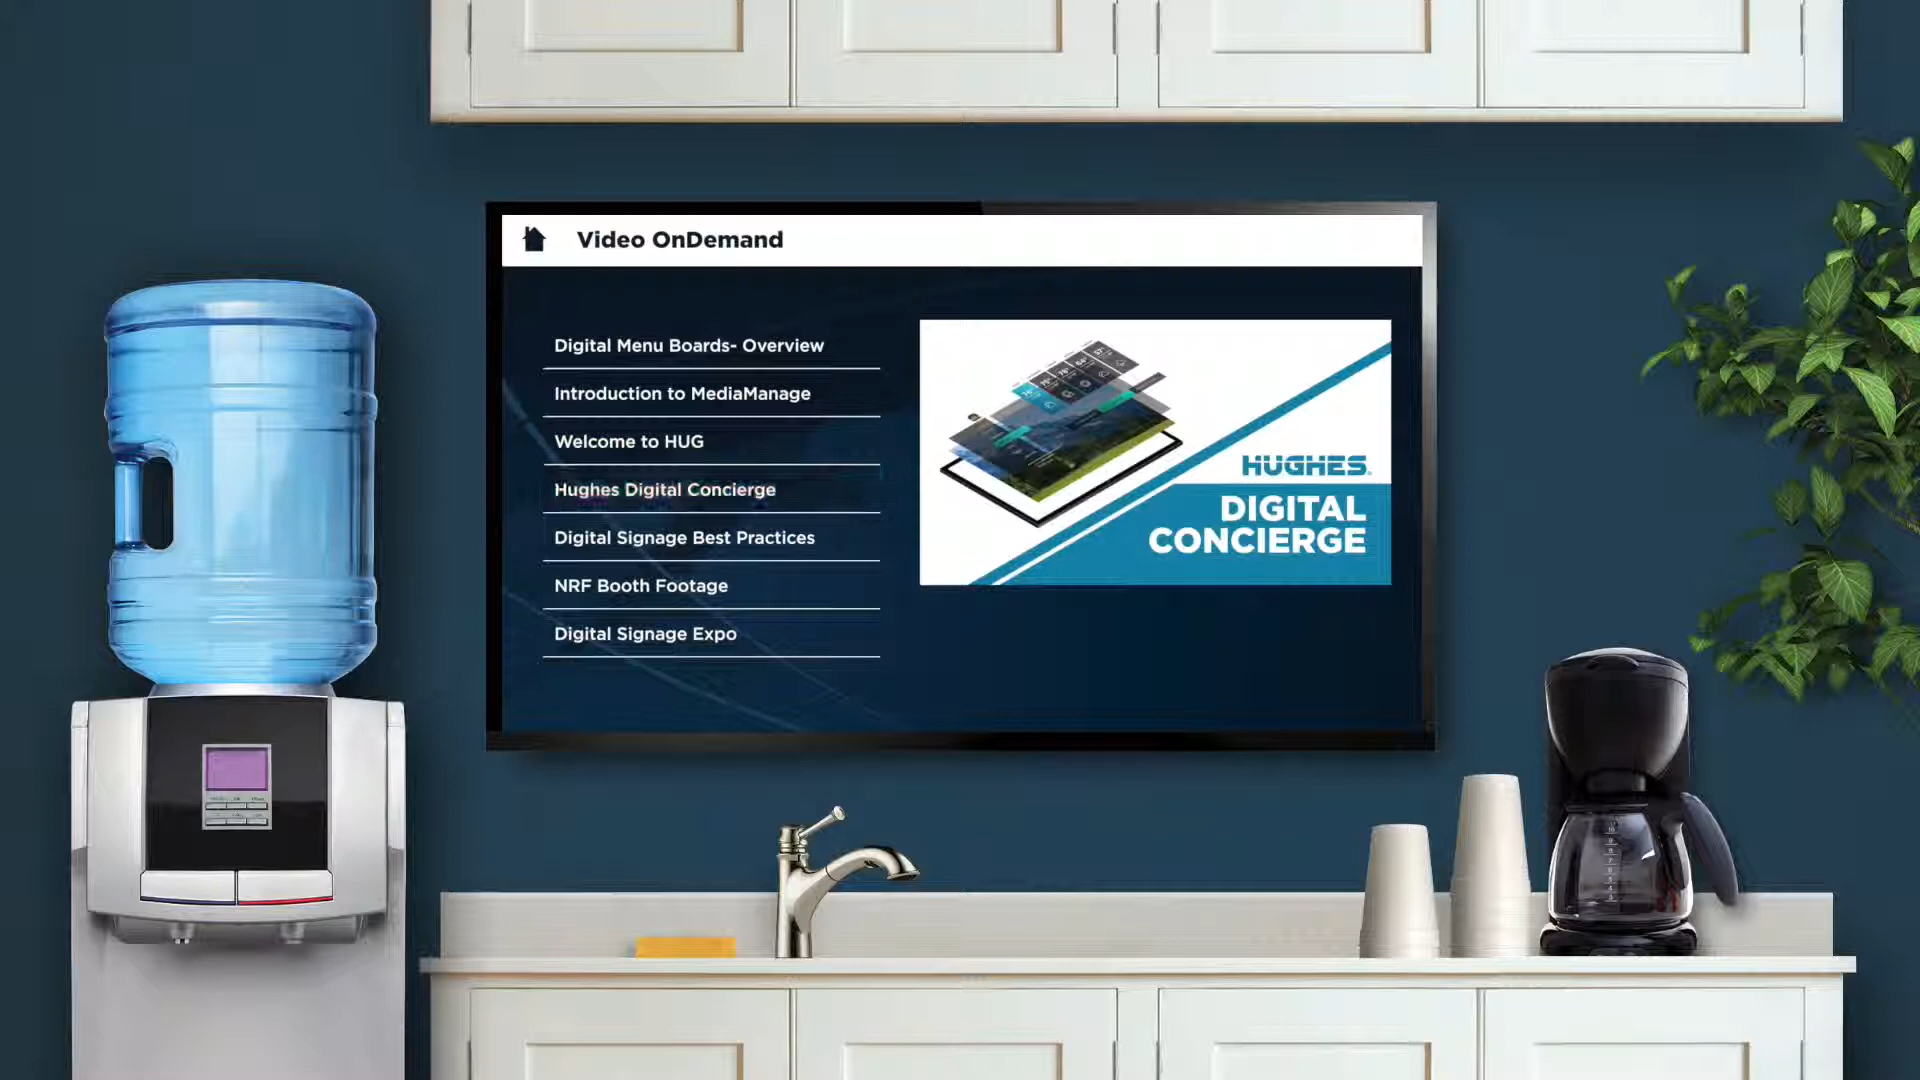 Video OnDemand
Digital Menu Boards- Overview
Introduction to MediaManage
Welcome to HUG
Hughes Digital Concierge
Digital Signage Best Practices
NRF Booth Footage
Digital Signage Expo
HUGHES
DIGITAL
CONCIERGE